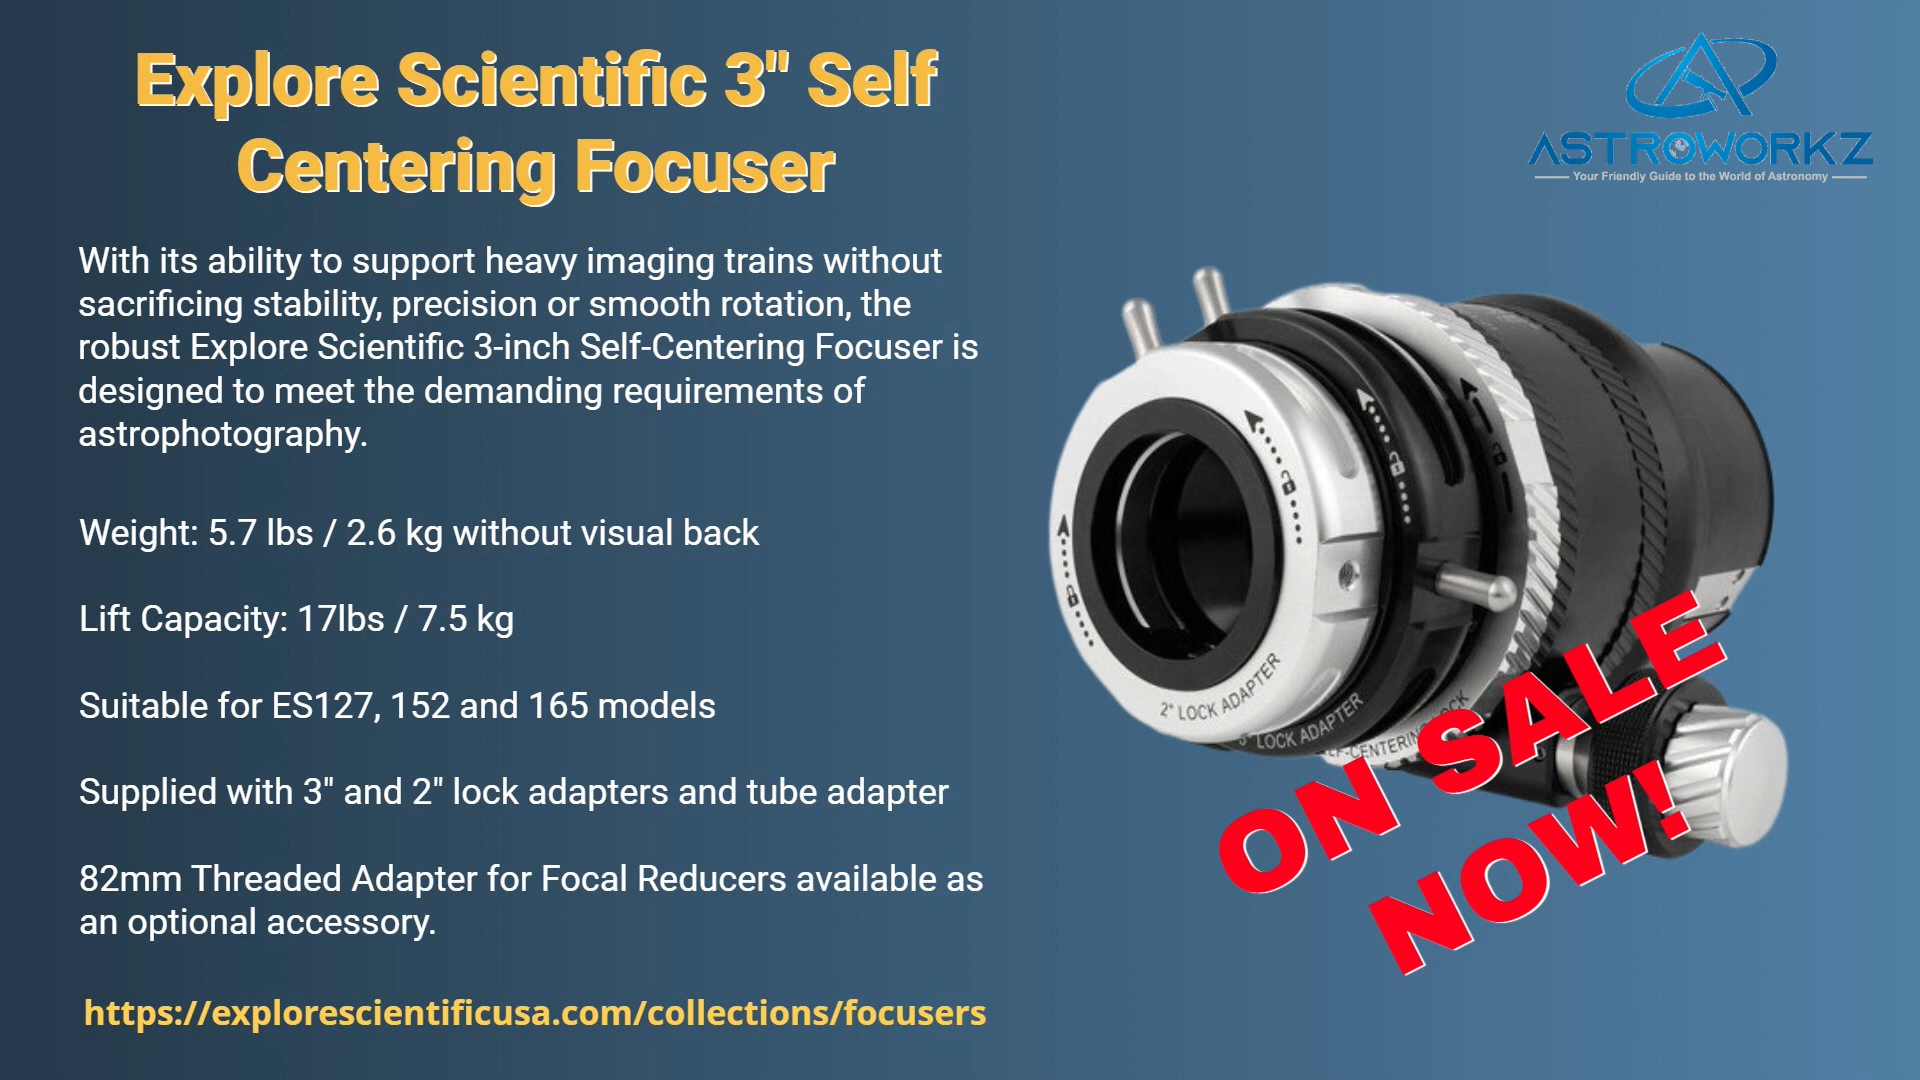 Explore Scientific 3" Self
Centering Focuser
ASTROWORKZ
Your Friendly Guide to the World of Astronomy
With its ability to support heavy imaging trains without
sacrificing stability, precision or smooth rotation, the
robust Explore Scientific 3-inch Self-Centering Focuser is
designed to meet the demanding requirements of
astrophotography.
Weight: 5.7 lbs / 2.6 kg without visual back
Lift Capacity: 17lbs / 7.5 kg
Suitable for ES127, 152 and 165 models
Supplied with 3" and 2" lock adapters and tube adapter
82mm Threaded Adapter for Focal Reducers available as
an optional accessory.
https://explorescientificusa.com/collections/focusers
2" LOCK ADAPTER
3" LOCK ADAPTER
LF-CENTERING LOCK
ON SALE
NOW!